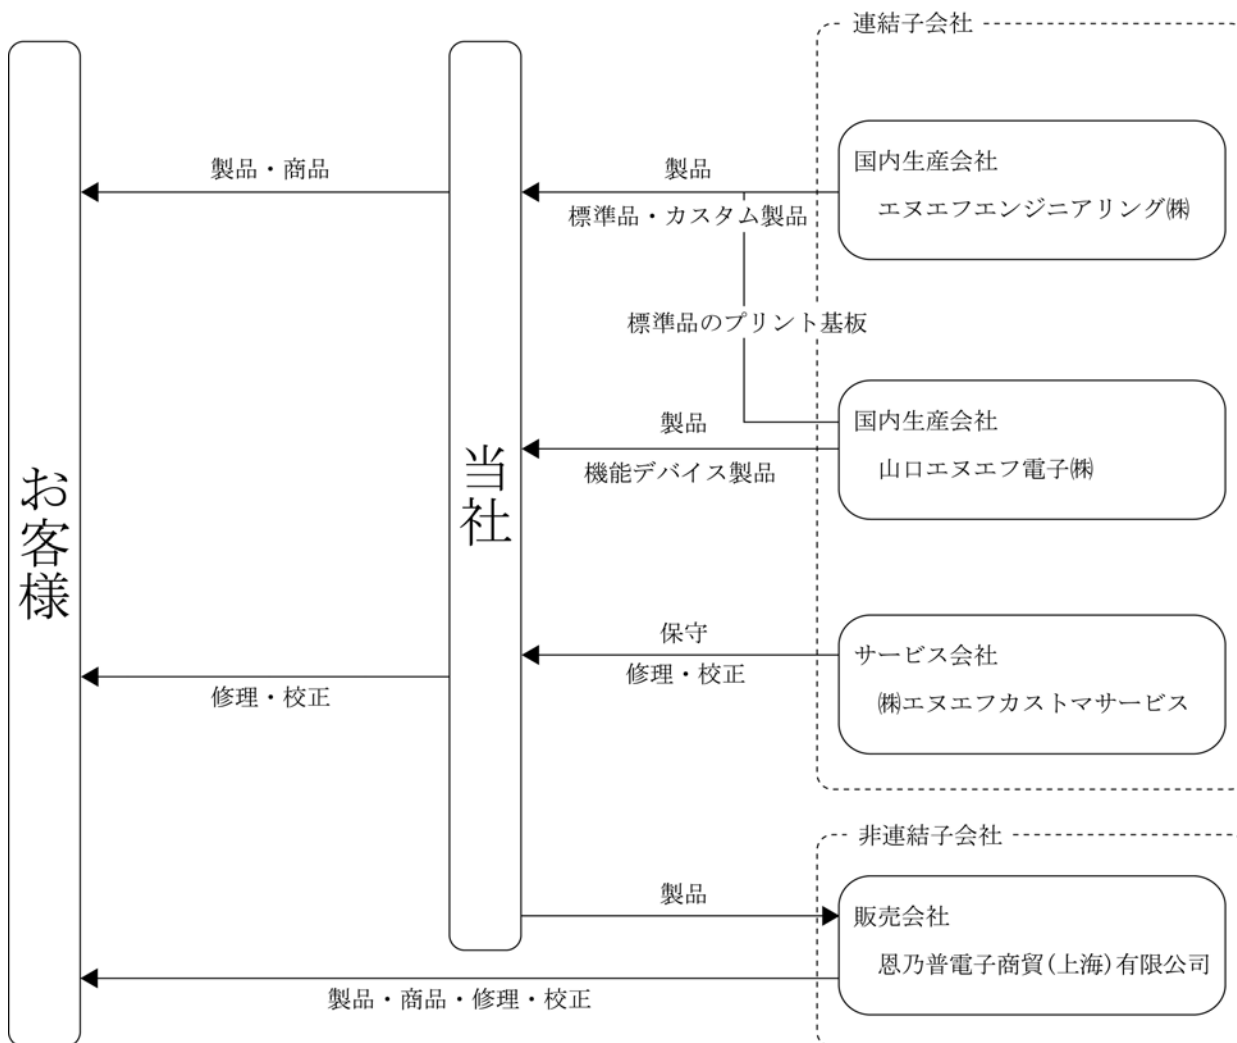 連結子会社
国内生産会社
エヌエフエンジニアリング㈱
製品・商品
製品
標準品・カスタム製品
標準品のプリント基板
国内生産会社
山口エヌエフ電子㈱
製品
機能デバイス製品
お客様
当社
保守
修理・校正
サービス会社
㈱エヌエフカストマサービス
修理・校正
非連結子会社
製品
販売会社
恩乃普電子商貿(上海)有限公司
製品・商品・修理・校正